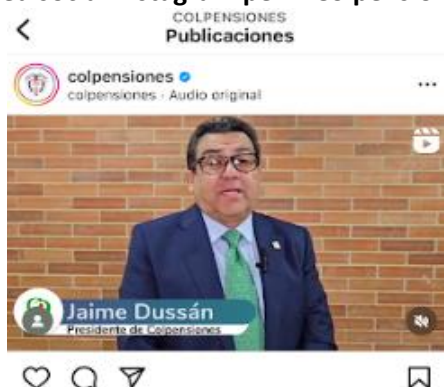 COLPENSIONES
Publicaciones
colpensiones
colpensiones · Audio original
Jaime Dussán
Presidente de Colpensiones